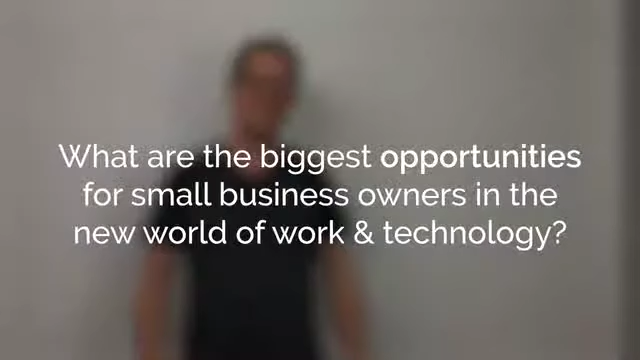 What are the biggest opportunities
for small business owners in the
new world of work & technology?